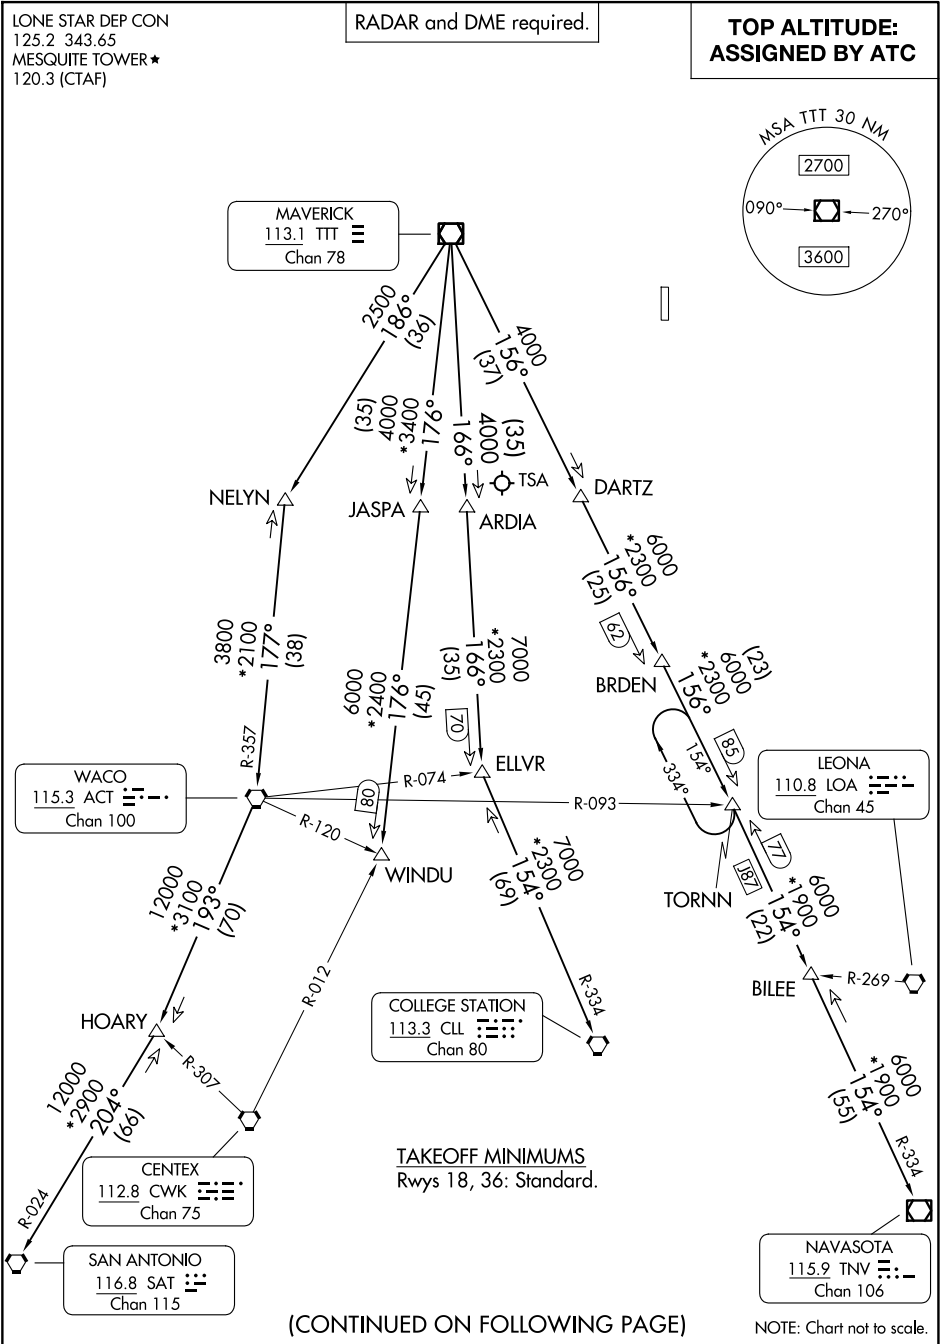 LONE STAR DEP CON
125.2 343.65
MESQUITE TOWER★
120.3 (CTAF)
RADAR and DME required.
TOP ALTITUDE:
ASSIGNED BY ATC
MSA TTT 30 NM
2700
090°
270°
3600
MAVERICK
113.1 TTT
Chan 78
2500
186°
(36)
(35)
4000
*3400
176°
(35)
4000
166°
4000
156°
(37)
TSA
NELYN
JASPA
ARDIA
DARTZ
3800
*2100
177°
(38)
R-357
6000
*2400
176°
(45)
80
7000
*2300
166°
(35)
70
6000
*2300
156°
(25)
62
BRDEN
(23)
6000
*2300
156°
85
154°
334°
WACO
115.3 ACT
Chan 100
R-074
ELLVR
R-093
R-120
WINDU
LEONA
110.8 LOA
Chan 45
TORNN
77
J87
6000
*1900
154°
(22)
BILEE
R-269
12000
*3100
193°
(70)
7000
*2300
154°
(69)
R-334
R-012
HOARY
R-307
COLLEGE STATION
113.3 CLL
Chan 80
12000
*2900
204°
(66)
R-024
6000
*1900
154°
(55)
R-334
CENTEX
112.8 CWK
Chan 75
TAKEOFF MINIMUMS
Rwys 18, 36: Standard.
SAN ANTONIO
116.8 SAT
Chan 115
NAVASOTA
115.9 TNV
Chan 106
(CONTINUED ON FOLLOWING PAGE)
NOTE: Chart not to scale.